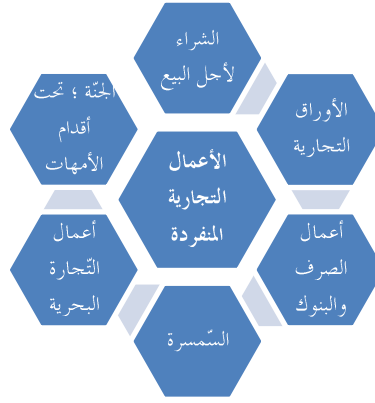 الشراء
لأجل البيع
الأوراق
التجارية
أعمال
الصرف
والبنوك
السّمسرة
أعمال
التّجارة
البحرية
الجنّة ؛ تحت
أقدام
الأمهات
الأعمال
التجارية
المنفردة